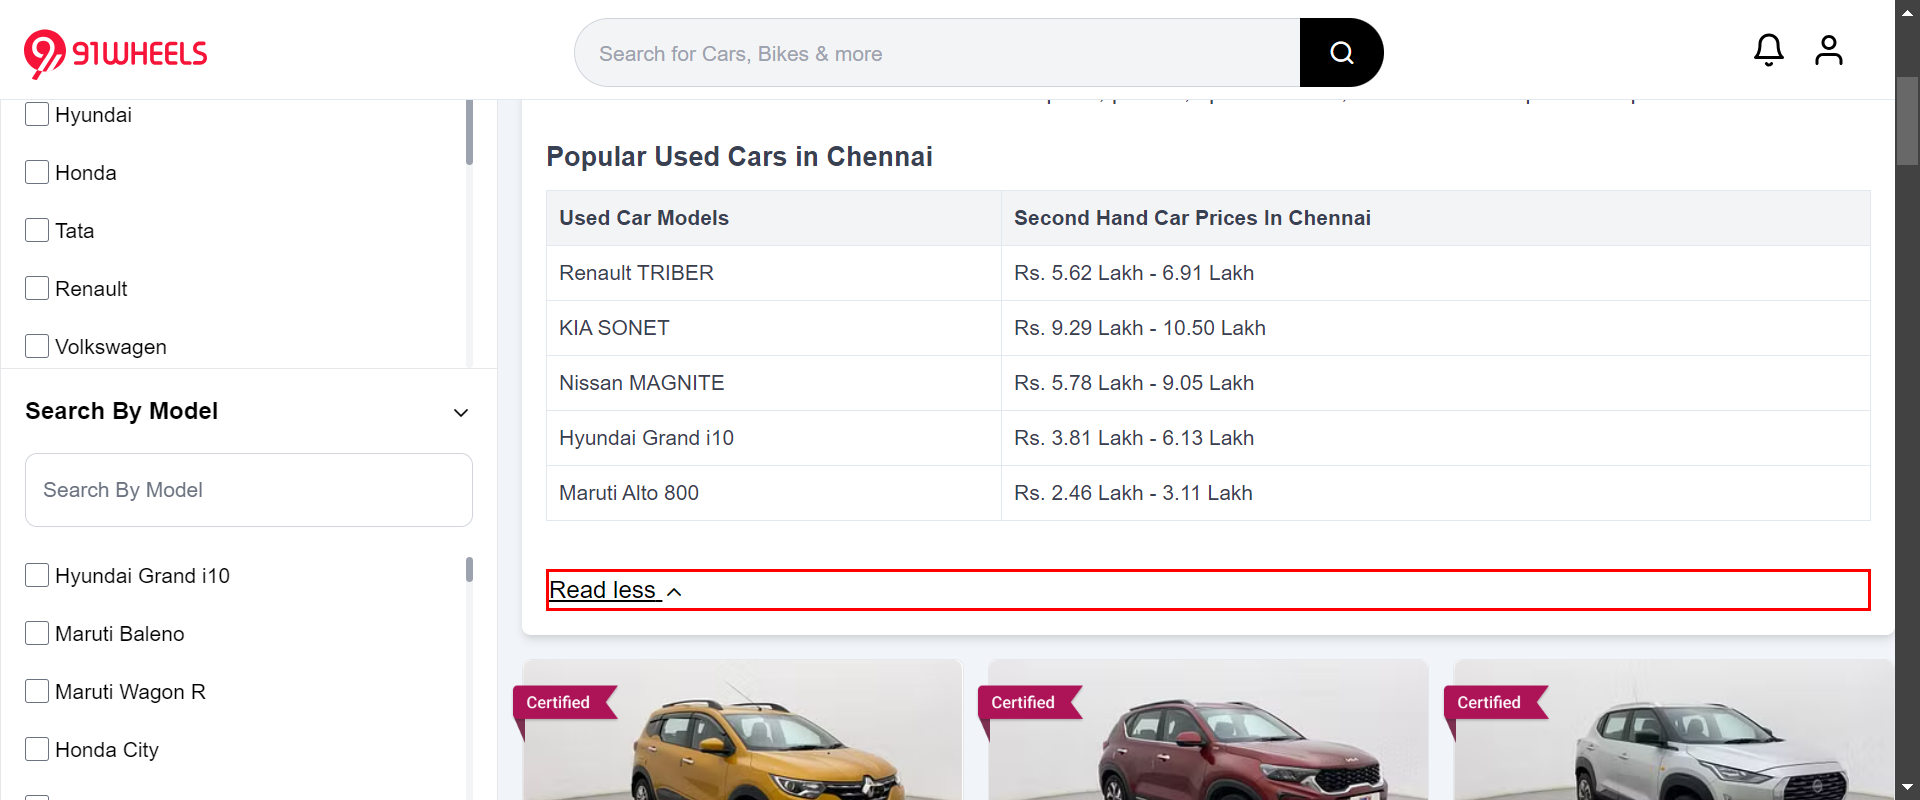 91WHEELS
Search for Cars, Bikes & more
Hyundai
Honda
Tata
Renault
Volkswagen
Search By Model
Search By Model
Hyundai Grand i10
Maruti Baleno
Maruti Wagon R
Honda City
Popular Used Cars in Chennai
Used Car Models Second Hand Car Prices In Chennai
Renault TRIBER Rs. 5.62 Lakh - 6.91 Lakh
KIA SONET Rs. 9.29 Lakh - 10.50 Lakh
Nissan MAGNITE Rs. 5.78 Lakh - 9.05 Lakh
Hyundai Grand i10 Rs. 3.81 Lakh - 6.13 Lakh
Maruti Alto 800 Rs. 2.46 Lakh - 3.11 Lakh
Read less
Certified Certified Certified